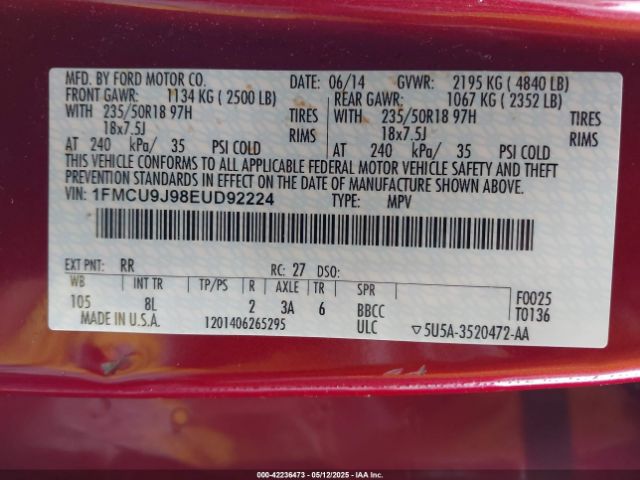 MFD. BY FORD MOTOR CO. DATE: 06/14 GVWR: 2195 KG ( 4840 LB)
FRONT GAWR: 1134 KG ( 2500 LB) REAR GAWR: 1067 KG ( 2352 LB)
WITH 235/50R18 97H TIRES WITH 235/50R18 97H TIRES
18x7.5J RIMS 18x7.5J RIMS
AT 240 kPa/ 35 PSI COLD AT 240 kPa/ 35 PSI COLD
THIS VEHICLE CONFORMS TO ALL APPLICABLE FEDERAL MOTOR VEHICLE SAFETY AND THEFT
PREVENTION STANDARDS IN EFFECT ON THE DATE OF MANUFACTURE SHOWN ABOVE.
VIN: 1FMCU9J98EUD92224 TYPE: MPV
EXT PNT: RR RC: 27 DSO:
WB INT TR TP/PS R AXLE TR SPR F0025
105 8L 2 3A 6 BBCC T0136
MADE IN U.S.A. 1201406265295 ULC ▽5U5A-3520472-AA
000-42236473 - 05/12/2025 - IAAI.COM